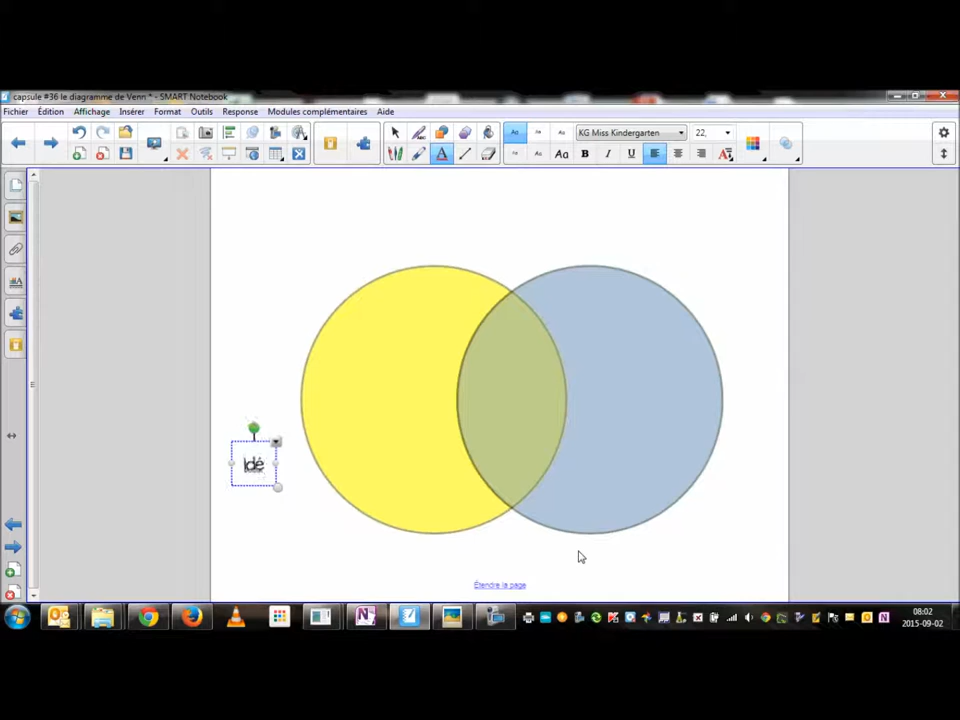 capsule #36 le diagramme de Venn * - SMART Notebook
Fichier Édition Affichage Insérer Format Outils Réponse Modules complémentaires Aide
KG Miss Kindergarten 22,
Idé
Étendre la page
08:02
2015-09-02